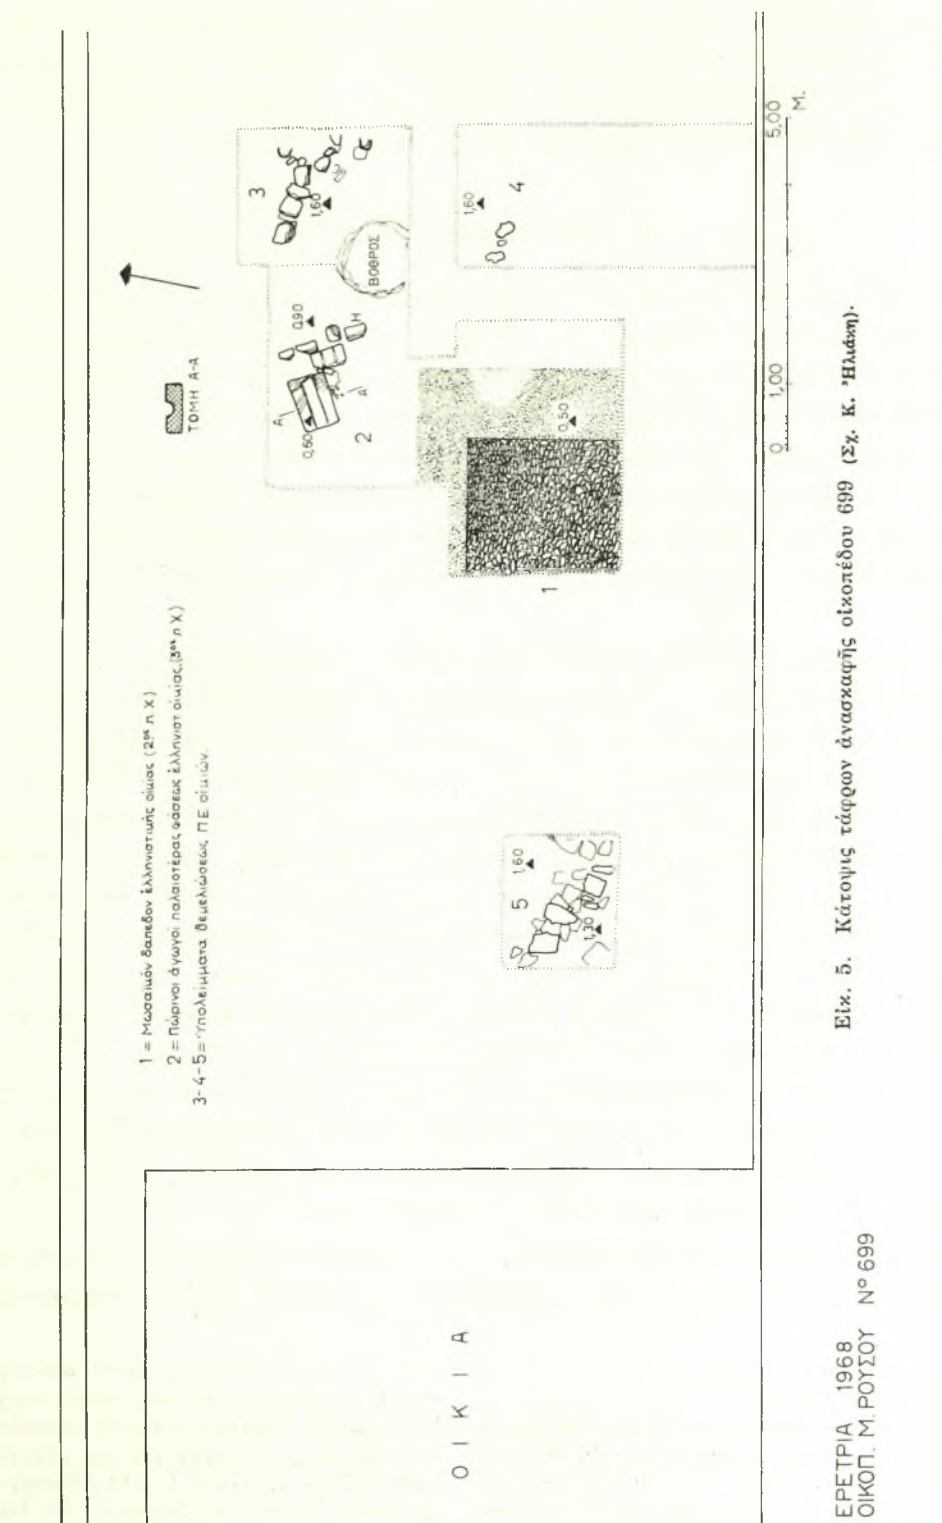 1 = Μωσαικόν δαπεδον ἑλληνιστικῆς οἰκίας (2ος π Χ)
2 = Πώρινοι ἀγωγοί παλαιοτέρας φάσεως ἑλληνιστ οἰκίας.(3ος π Χ)
3-4-5= Ὑπολείμματα θεμελιώσεως ΠΕ οἰκιῶν.
ΤΟΜΗ Α-Α
3
1,60
ΒΟΘΡΟΣ
0,90
Η
Α
Α
0,60
2
1,60
4
0,50
1
5
1,60
1,30
Ο Ι Κ Ι Α
0 1,00 5,00
Μ.
ΕΡΕΤΡΙΑ 1968
ΟΙΚΟΠ. Μ. ΡΟΥΣΟΥ Νο 699
Εἰκ. 5. Κάτοψις τάφρων ἀνασκαφῆς οἰκοπέδου 699 (Σχ. Κ. Ἠλιάκη).